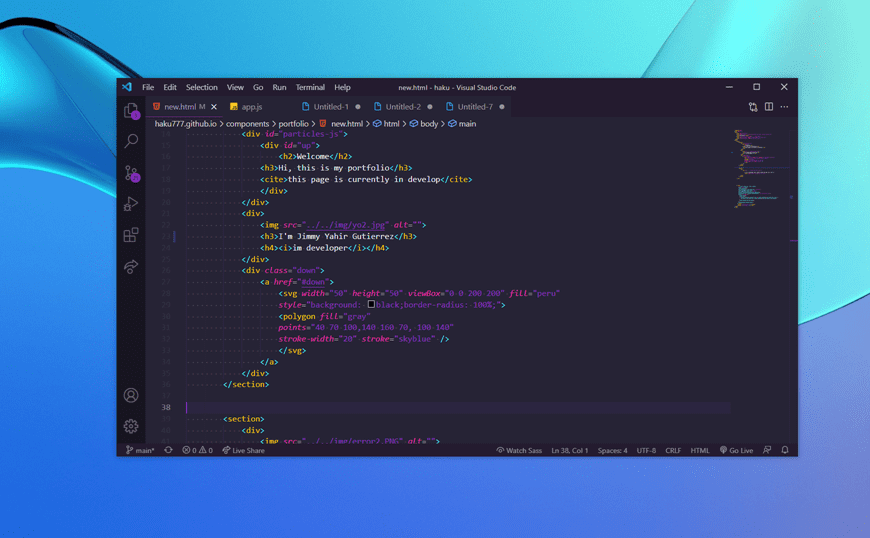 File Edit Selection View Go Run Terminal Help new.html - haku - Visual Studio Code
new.html M app.js Untitled-1 Untitled-2 Untitled-7
haku777.github.io > components > portfolio > new.html > html > body > main
<div id="particles-js">
<div id="up">
<h2>Welcome</h2>
<h3>Hi, this is my portfolio</h3>
<cite>this page is currently in develop</cite>
</div>
</div>
<div>
<img src="../../img/yo2.jpg" alt="">
<h3>I'm Jimmy Yahir Gutierrez</h3>
<h4><i>im developer</i></h4>
</div>
<div class="down">
<a href="#down">
<svg width="50" height="50" viewBox="0 0 200 200" fill="peru"
style="background: black;border-radius: 100%;">
<polygon fill="gray"
points="40 70 100,140 160 70, 100 140"
stroke-width="20" stroke="skyblue" />
</svg>
</a>
</div>
</section>
38
<section>
<div>
<img src="../../img/error2.PNG" alt="">
main* 0 0 Live Share Watch Sass Ln 38, Col 1 Spaces: 4 UTF-8 CRLF HTML Go Live